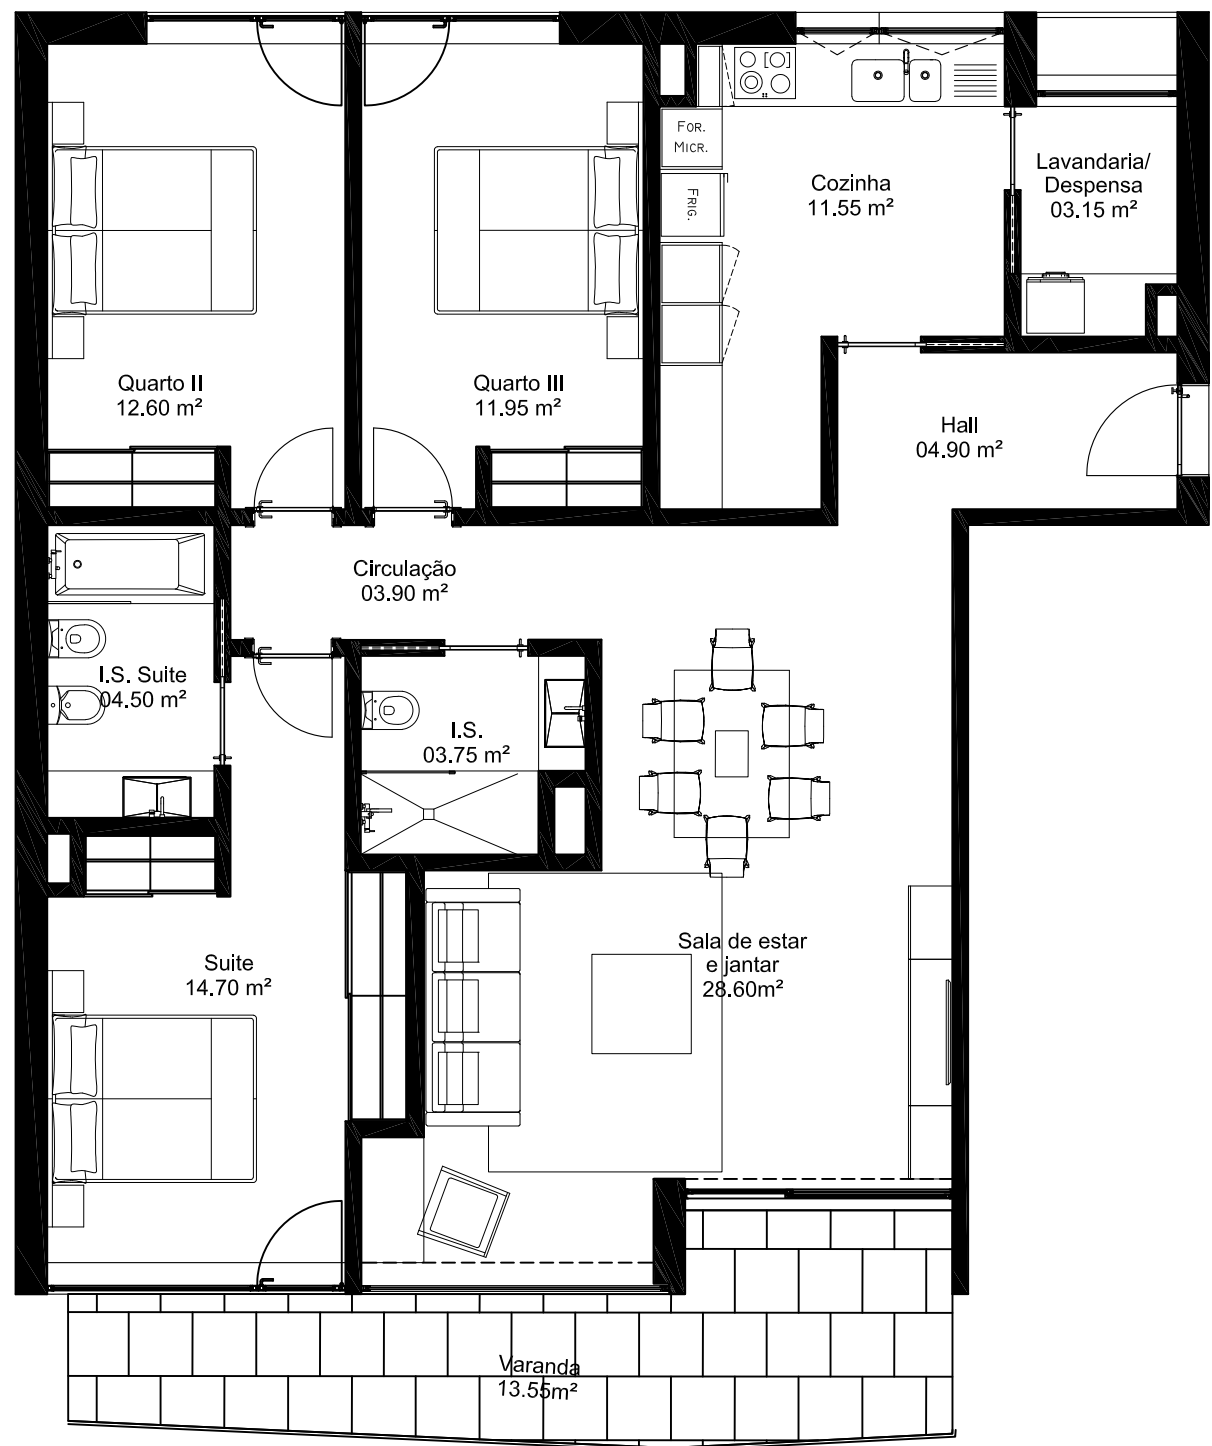 FOR.
MICR.
FRIG.
Cozinha
11.55 m²
Lavandaria/
Despensa
03.15 m²
Quarto II
12.60 m²
Quarto III
11.95 m²
Hall
04.90 m²
Circulação
03.90 m²
I.S. Suite
04.50 m²
I.S.
03.75 m²
Suite
14.70 m²
Sala de estar
e jantar
28.60m²
Varanda
13.55m²